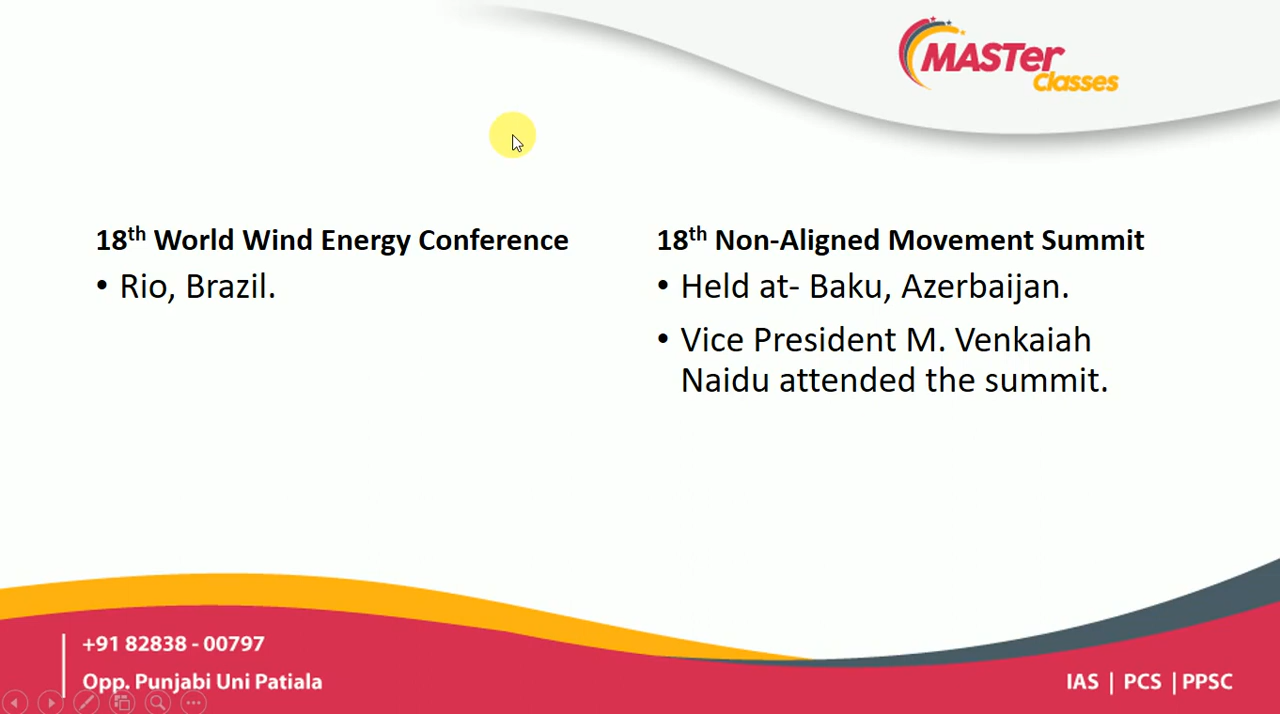 MASTer
Classes
18th World Wind Energy Conference
• Rio, Brazil.
18th Non-Aligned Movement Summit
• Held at- Baku, Azerbaijan.
• Vice President M. Venkaiah
Naidu attended the summit.
+91 82838 - 00797
Opp. Punjabi Uni Patiala
IAS | PCS | PPSC